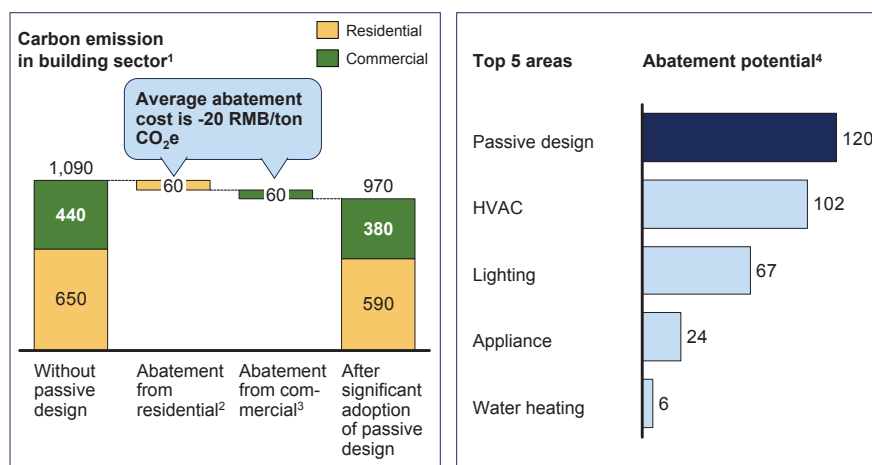 Carbon emission
in building sector¹
Residential
Commercial
Average abatement
cost is -20 RMB/ton
CO₂e
1,090
60
60
970
440
380
650
590
Without
passive
design
Abatement
from
residential²
Abatement
from com-
mercial³
After
significant
adoption
of passive
design
Top 5 areas
Abatement potential⁴
Passive design
120
HVAC
102
Lighting
67
Appliance
24
Water heating
6